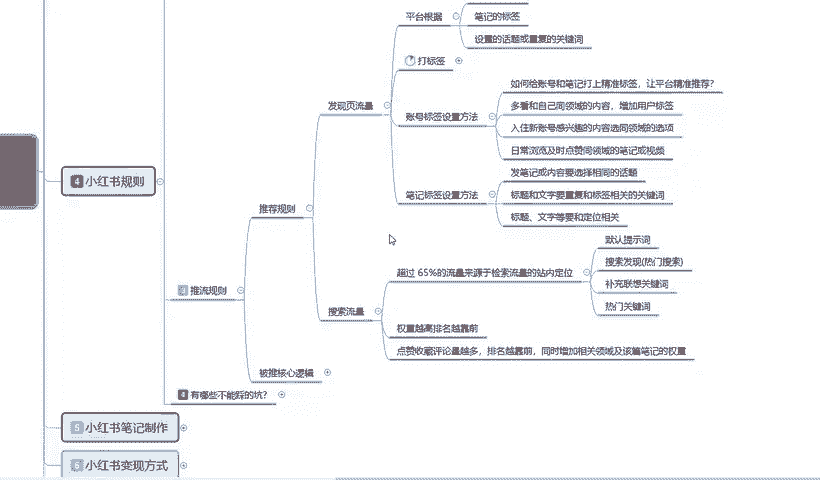 平台根据
笔记的标签
设置的话题或重复的关键词
打标签
发现页流量
如何给账号和笔记打上精准标签，让平台精准推荐？
多看和自己同领域的内容，增加用户标签
账号标签设置方法
入住新账号感兴趣的内容选同领域的选项
日常浏览及时点赞同领域的笔记或视频
4 小红书规则
发笔记或内容要选择相同的话题
笔记标签设置方法
标题和文字要重复和标签相关的关键词
标题、文字等要和定位相关
推荐规则
默认提示词
搜索发现(热门搜索)
超过 65%的流量来源于检索流量的站内定位
补充联想关键词
热门关键词
推流规则
搜索流量
权重越高排名越靠前
点赞收藏评论量越多，排名越靠前，同时增加相关领域及该篇笔记的权重
被推核心逻辑
有哪些不能踩的坑？
5 小红书笔记制作
6 小红书变现方式